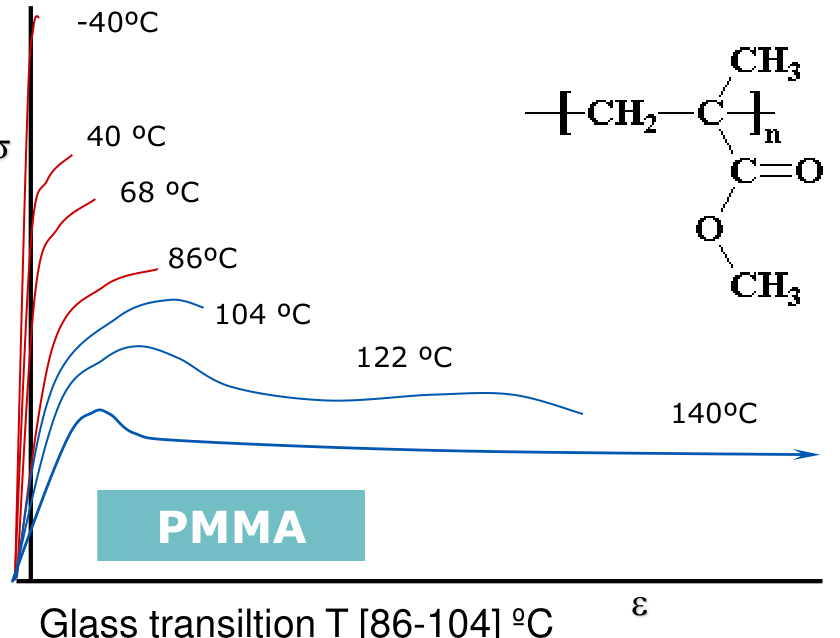 -40ºC
σ
40 ºC
68 ºC
86ºC
104 ºC
122 ºC
140ºC
CH3
[ CH2 C ]n
C=O
O
CH3
PMMA
ε
Glass transiltion T [86-104] ºC